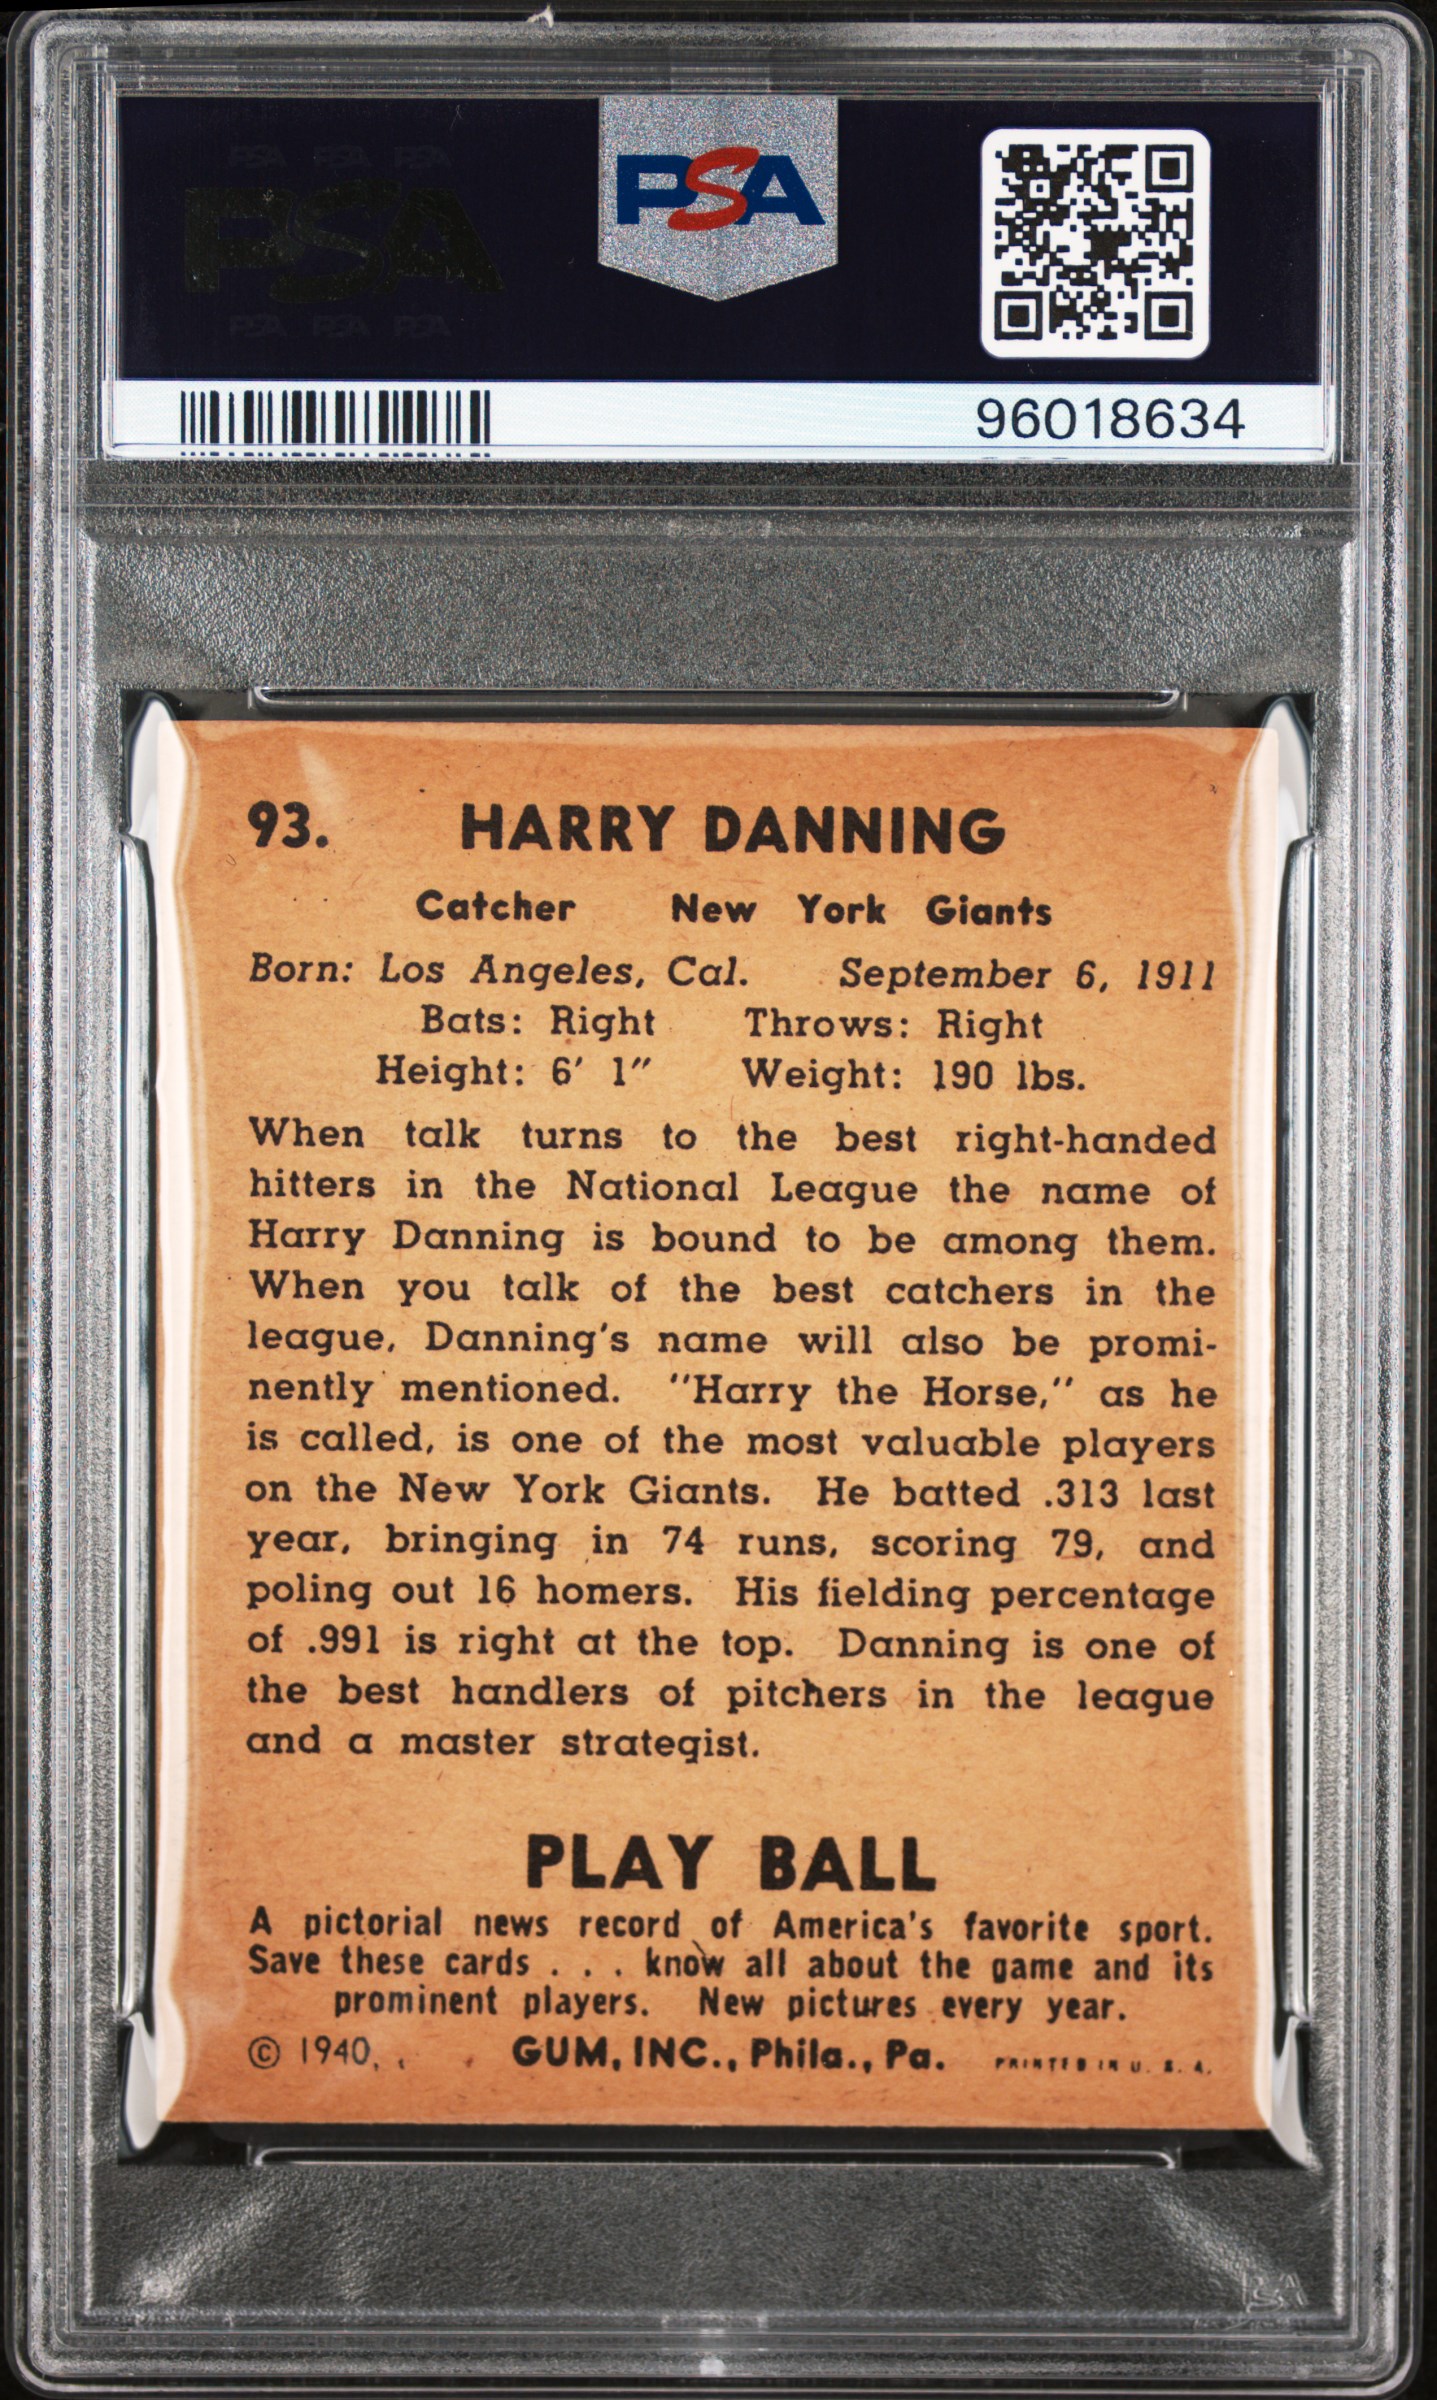 PSA PSA PSA
PSA
PSA PSA PSA
PSA
96018634
93. HARRY DANNING
Catcher New York Giants
Born: Los Angeles, Cal. September 6, 1911
Bats: Right Throws: Right
Height: 6' 1" Weight: 190 lbs.
When talk turns to the best right-handed
hitters in the National League the name of
Harry Danning is bound to be among them.
When you talk of the best catchers in the
league, Danning's name will also be promi-
nently mentioned. "Harry the Horse," as he
is called, is one of the most valuable players
on the New York Giants. He batted .313 last
year, bringing in 74 runs, scoring 79, and
poling out 16 homers. His fielding percentage
of .991 is right at the top. Danning is one of
the best handlers of pitchers in the league
and a master strategist.
PLAY BALL
A pictorial news record of America's favorite sport.
Save these cards . . . know all about the game and its
prominent players. New pictures every year.
© 1940, GUM, INC., Phila., Pa. PRINTED IN U. S. A.
PSA